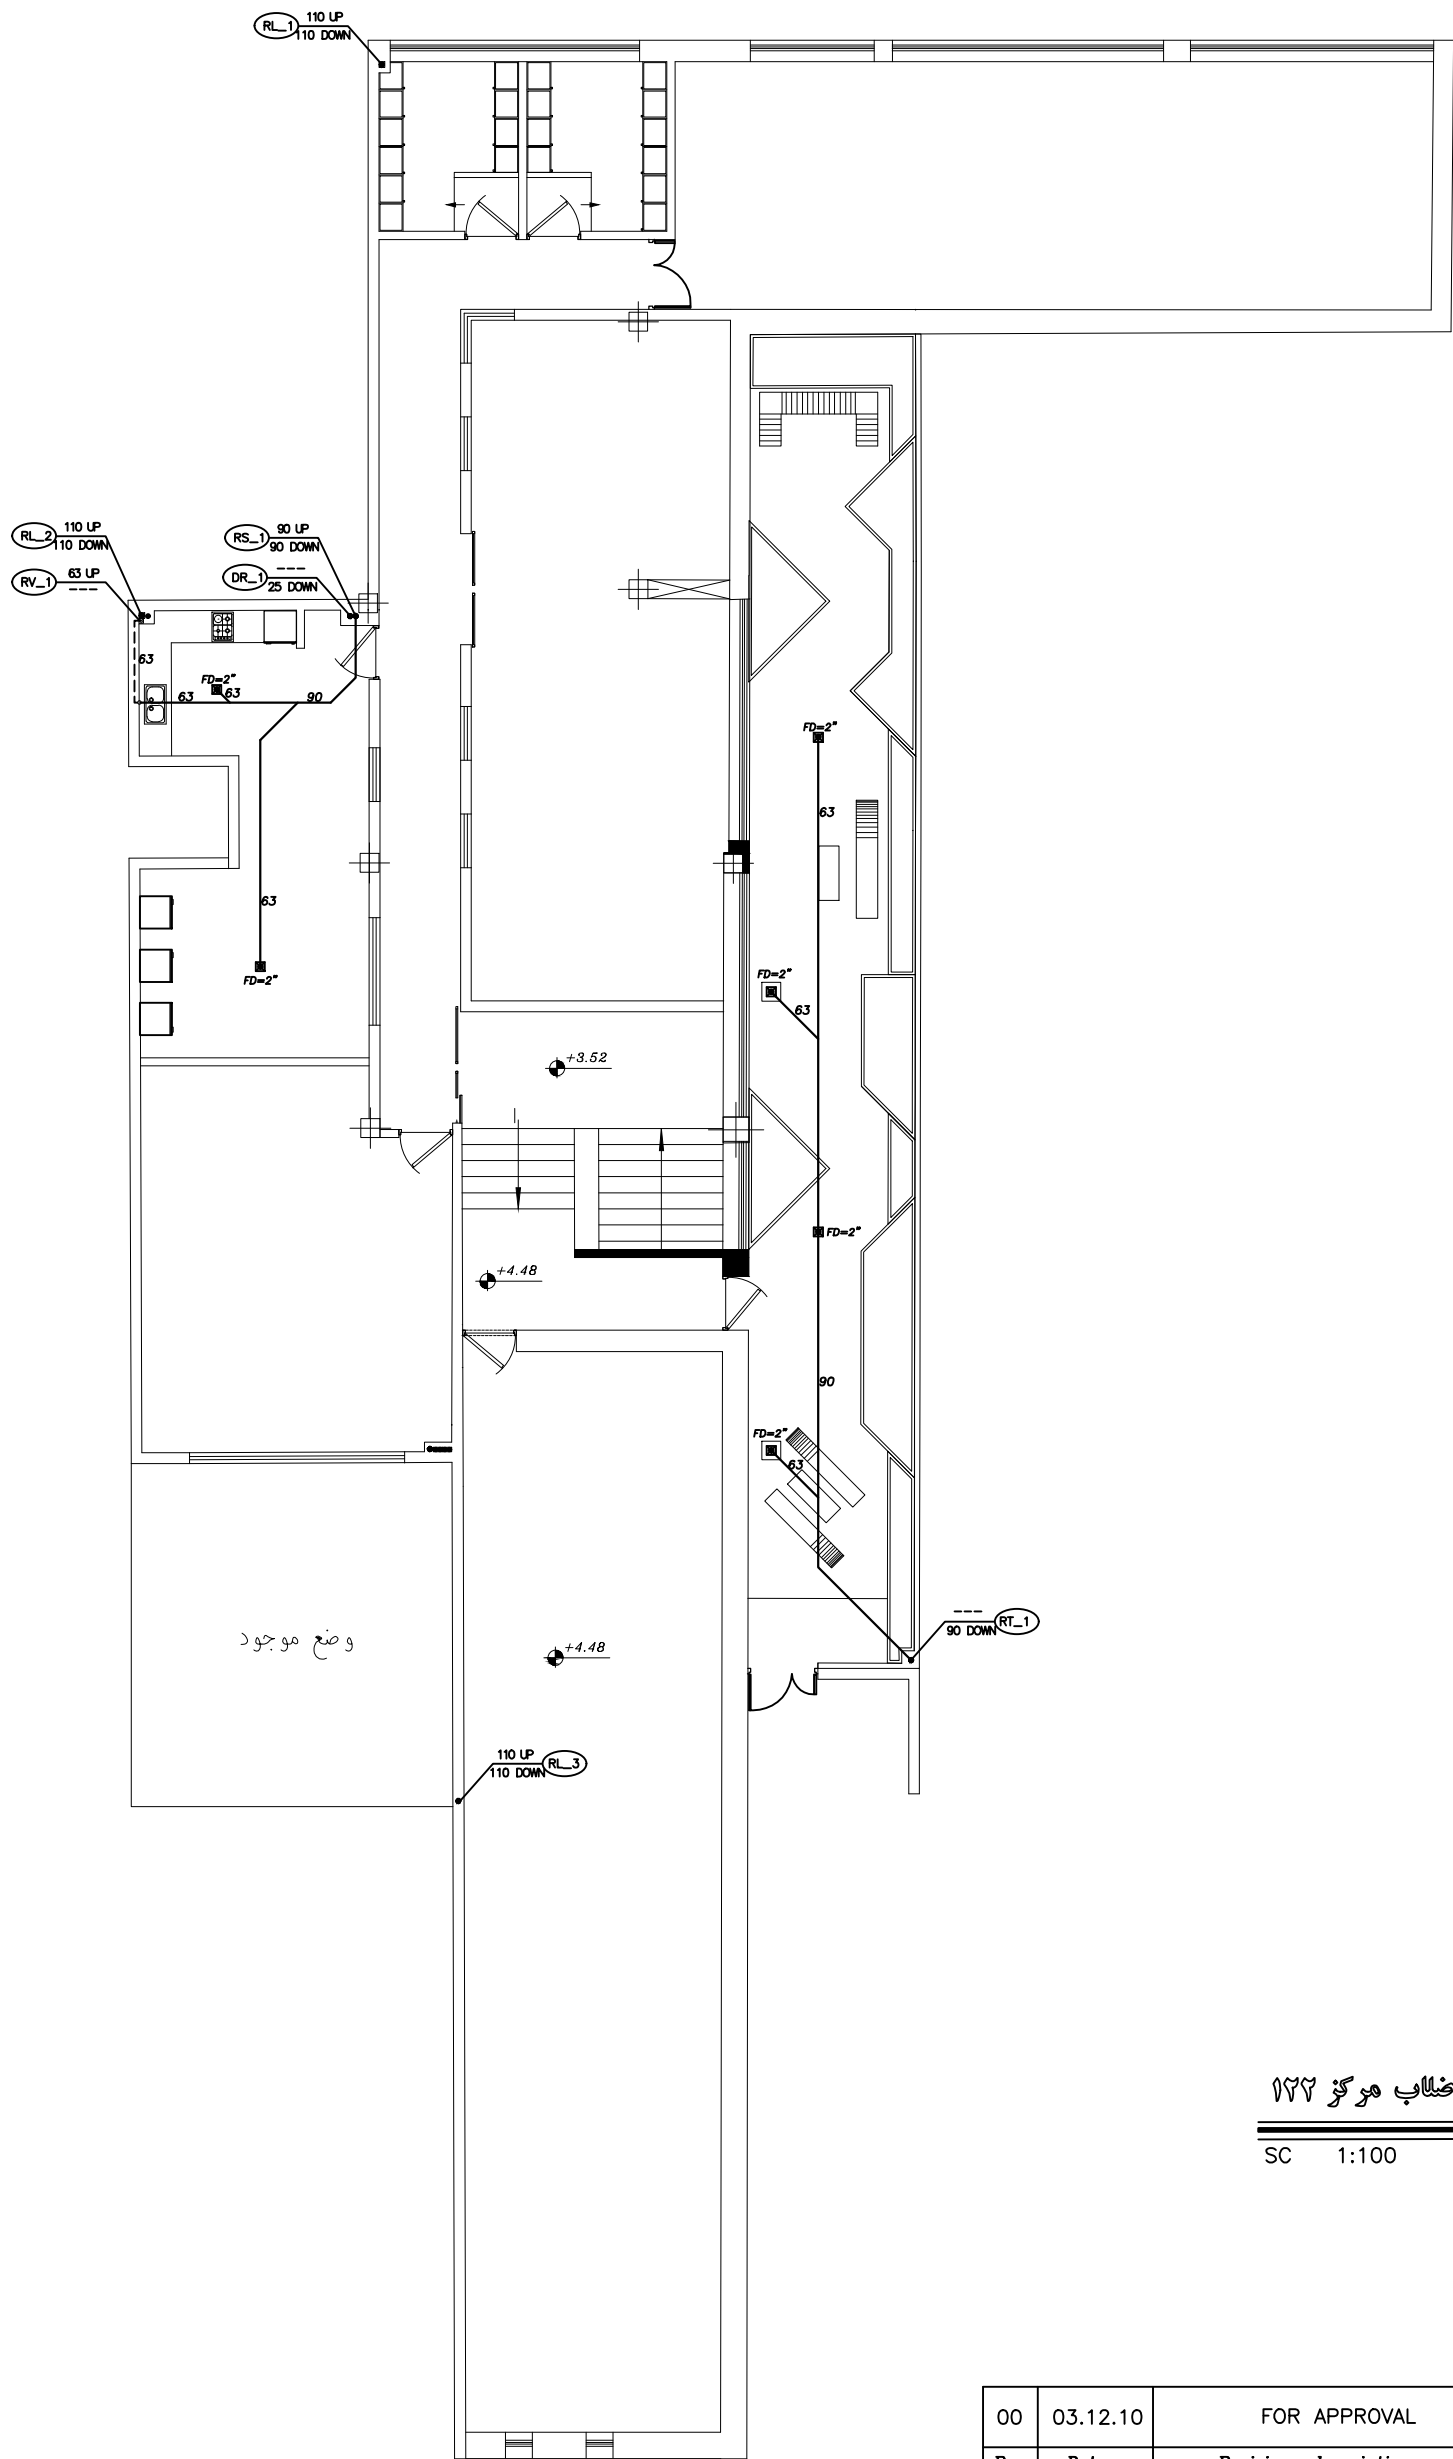 RL_1
110 UP
110 DOWN
RL_2
110 UP
110 DOWN
RS_1
90 UP
90 DOWN
RV_1
63 UP
---
DR_1
---
25 DOWN
63
FD=2"
63
63
90
FD=2"
63
63
FD=2"
FD=2"
63
+3.52
FD=2"
+4.48
90
FD=2"
63
---
90 DOWN
RT_1
وضع موجود
+4.48
110 UP
110 DOWN
RL_3
مرکز ۱۲۲
SC 1:100
00 03.12.10 FOR APPROVAL